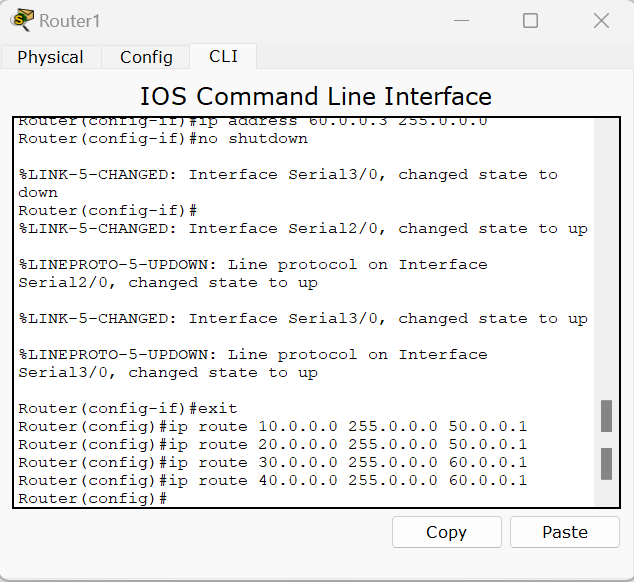 Router1
Physical Config CLI
IOS Command Line Interface
Router(config-if)#ip address 60.0.0.3 255.0.0.0
Router(config-if)#no shutdown
%LINK-5-CHANGED: Interface Serial3/0, changed state to
down
Router(config-if)#
%LINK-5-CHANGED: Interface Serial2/0, changed state to up
%LINEPROTO-5-UPDOWN: Line protocol on Interface
Serial2/0, changed state to up
%LINK-5-CHANGED: Interface Serial3/0, changed state to up
%LINEPROTO-5-UPDOWN: Line protocol on Interface
Serial3/0, changed state to up
Router(config-if)#exit
Router(config)#ip route 10.0.0.0 255.0.0.0 50.0.0.1
Router(config)#ip route 20.0.0.0 255.0.0.0 50.0.0.1
Router(config)#ip route 30.0.0.0 255.0.0.0 60.0.0.1
Router(config)#ip route 40.0.0.0 255.0.0.0 60.0.0.1
Router(config)#
Copy Paste